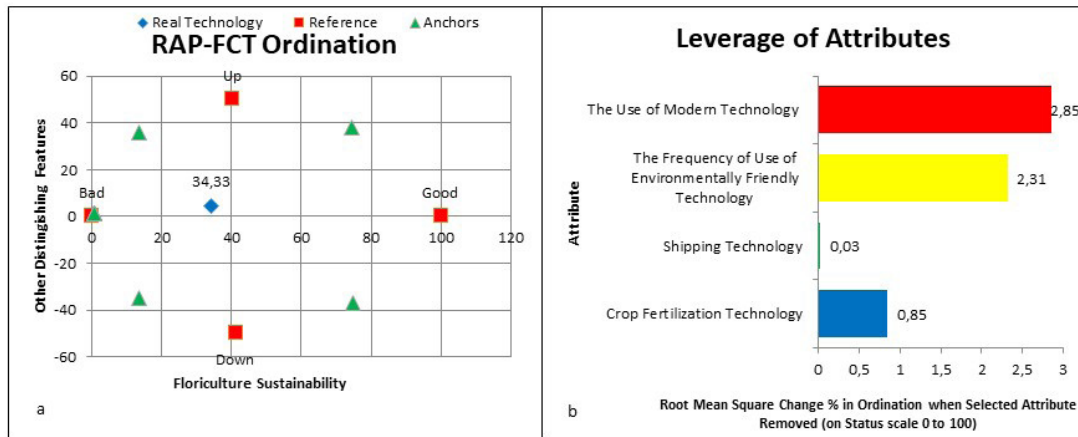 Real Technology Reference Anchors
RAP-FCT Ordination
Up
60
40
20
0
-20
-40
-60
Other Distingishing Features
34,33
Bad
Good
0 20 40 60 80 100 120
Down
Floriculture Sustainability
a
Leverage of Attributes
The Use of Modern Technology
2,85
The Frequency of Use of
Environmentally Friendly
Technology
2,31
Attribute
Shipping Technology
0,03
Crop Fertilization Technology
0,85
0 0,5 1 1,5 2 2,5 3
Root Mean Square Change % in Ordination when Selected Attribute
Removed (on Status scale 0 to 100)
b